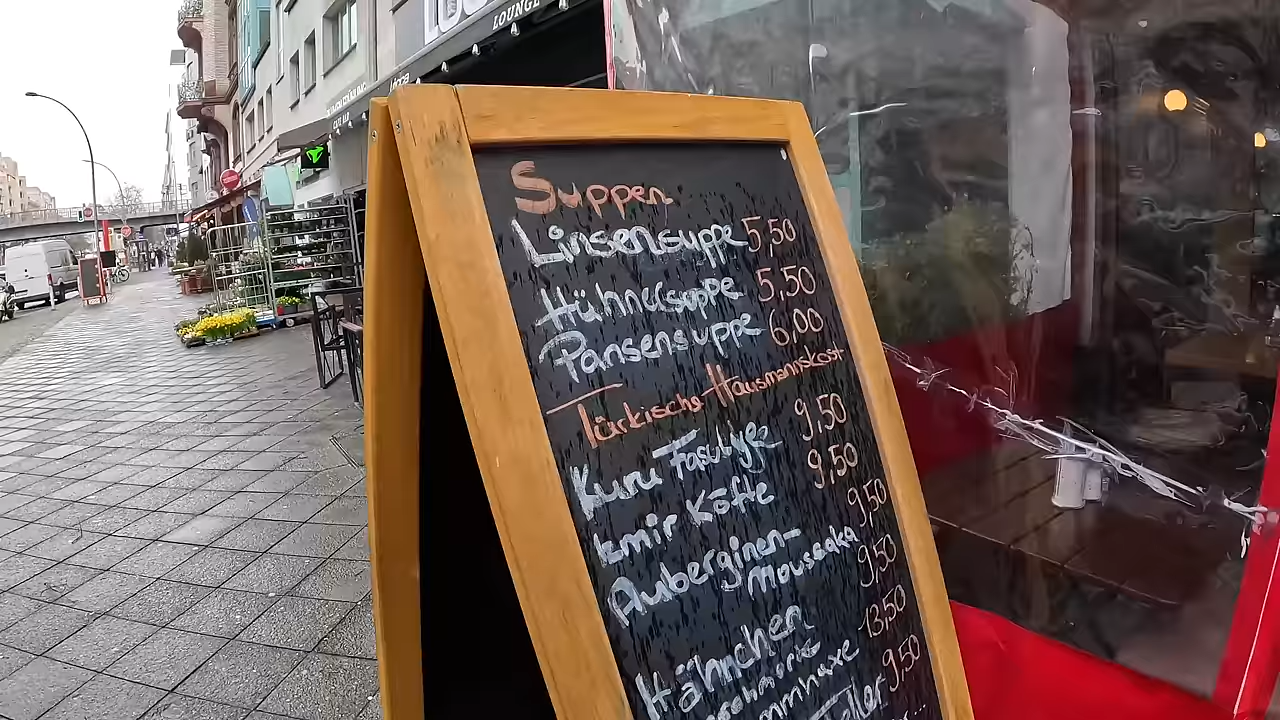 LOUNGE
Suppen
Linsensuppe 5,50
Hühnersuppe 5,50
Pansensuppe 6,00
Türkische Hausmannskost
Kuru Fasulye 9,50
Izmir Köfte 9,50
Auberginen- 9,50
Moussaka
Hähnchen 9,50
13,50
Teller 9,50